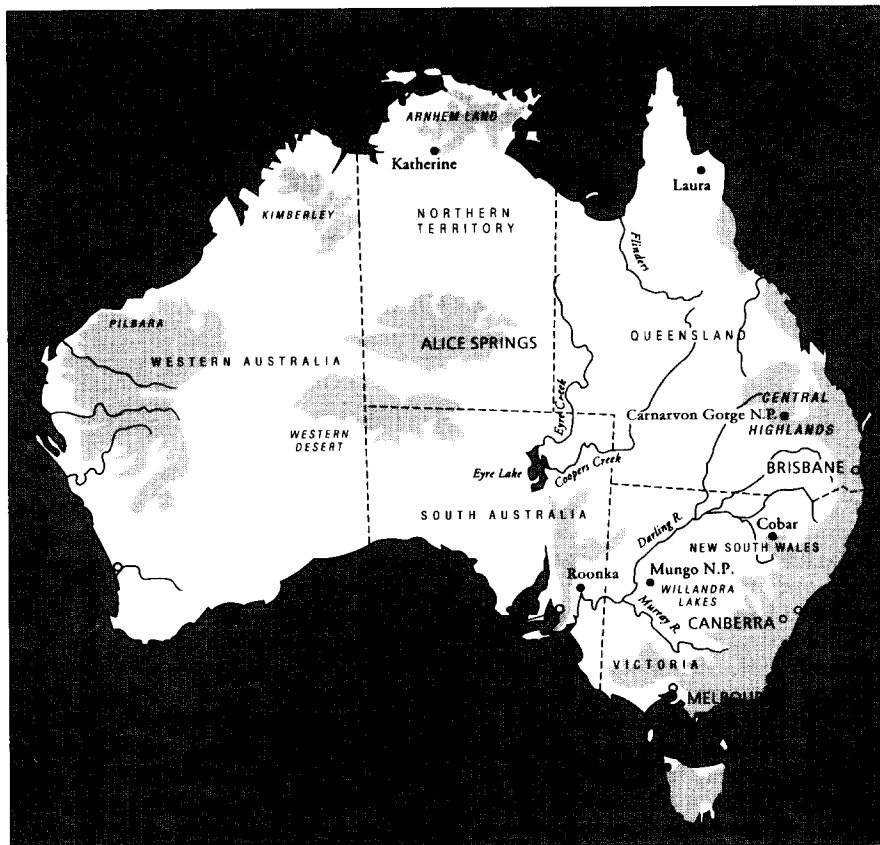 ARNHEM LAND
Katherine
Laura
KIMBERLEY
NORTHERN
TERRITORY
Flinders
PILBARA
QUEENSLAND
ALICE SPRINGS
WESTERN AUSTRALIA
Eyre Creek
CENTRAL
Carnarvon Gorge N.P.
HIGHLANDS
WESTERN
DESERT
Eyre Lake
Coopers Creek
BRISBANE
SOUTH AUSTRALIA
Darling R.
Cobar
NEW SOUTH WALES
Roonka
Mungo N.P.
WILLANDRA
LAKES
Murray R.
CANBERRA
VICTORIA
MELBOU